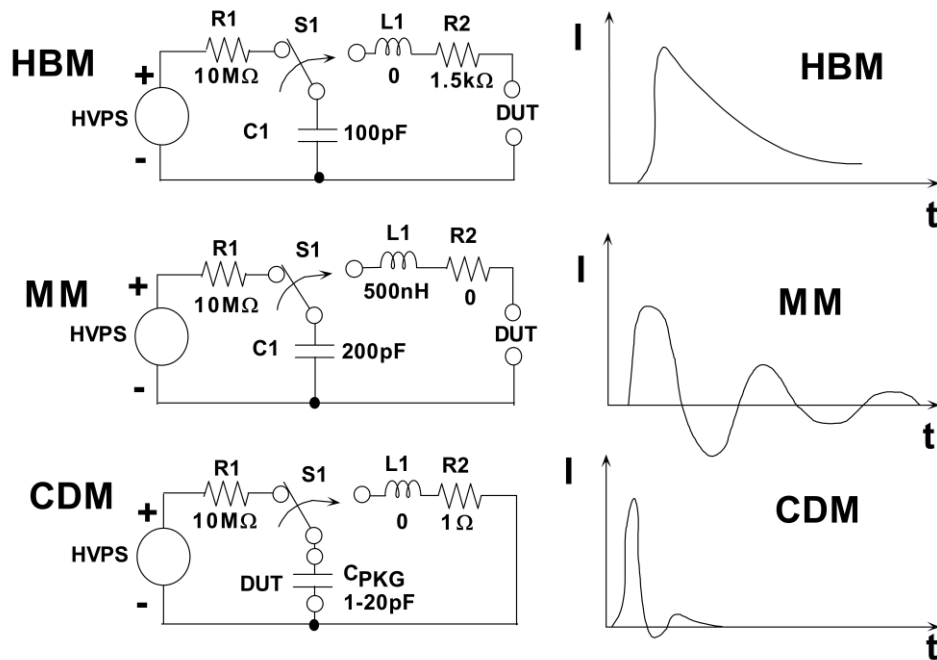 HBM
R1
10MΩ
S1
L1
0
R2
1.5kΩ
+
HVPS
-
C1
100pF
DUT
I
HBM
t
MM
R1
10MΩ
S1
L1
500nH
R2
0
+
HVPS
-
C1
200pF
DUT
I
MM
t
CDM
R1
10MΩ
S1
L1
0
R2
1Ω
+
HVPS
-
DUT
CPKG
1-20pF
I
CDM
t